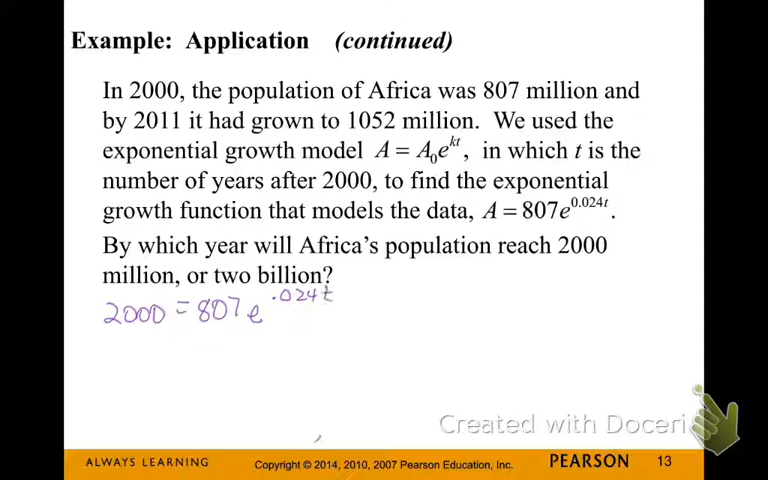 Example: Application (continued)
In 2000, the population of Africa was 807 million and
by 2011 it had grown to 1052 million. We used the
exponential growth model A = A₀e^{kt}, in which t is the
number of years after 2000, to find the exponential
growth function that models the data, A = 807e^{0.024t}.
By which year will Africa's population reach 2000
million, or two billion?
2000 = 807 e^{.024t}
Created with Doceri
ALWAYS LEARNING Copyright © 2014, 2010, 2007 Pearson Education, Inc. PEARSON 13